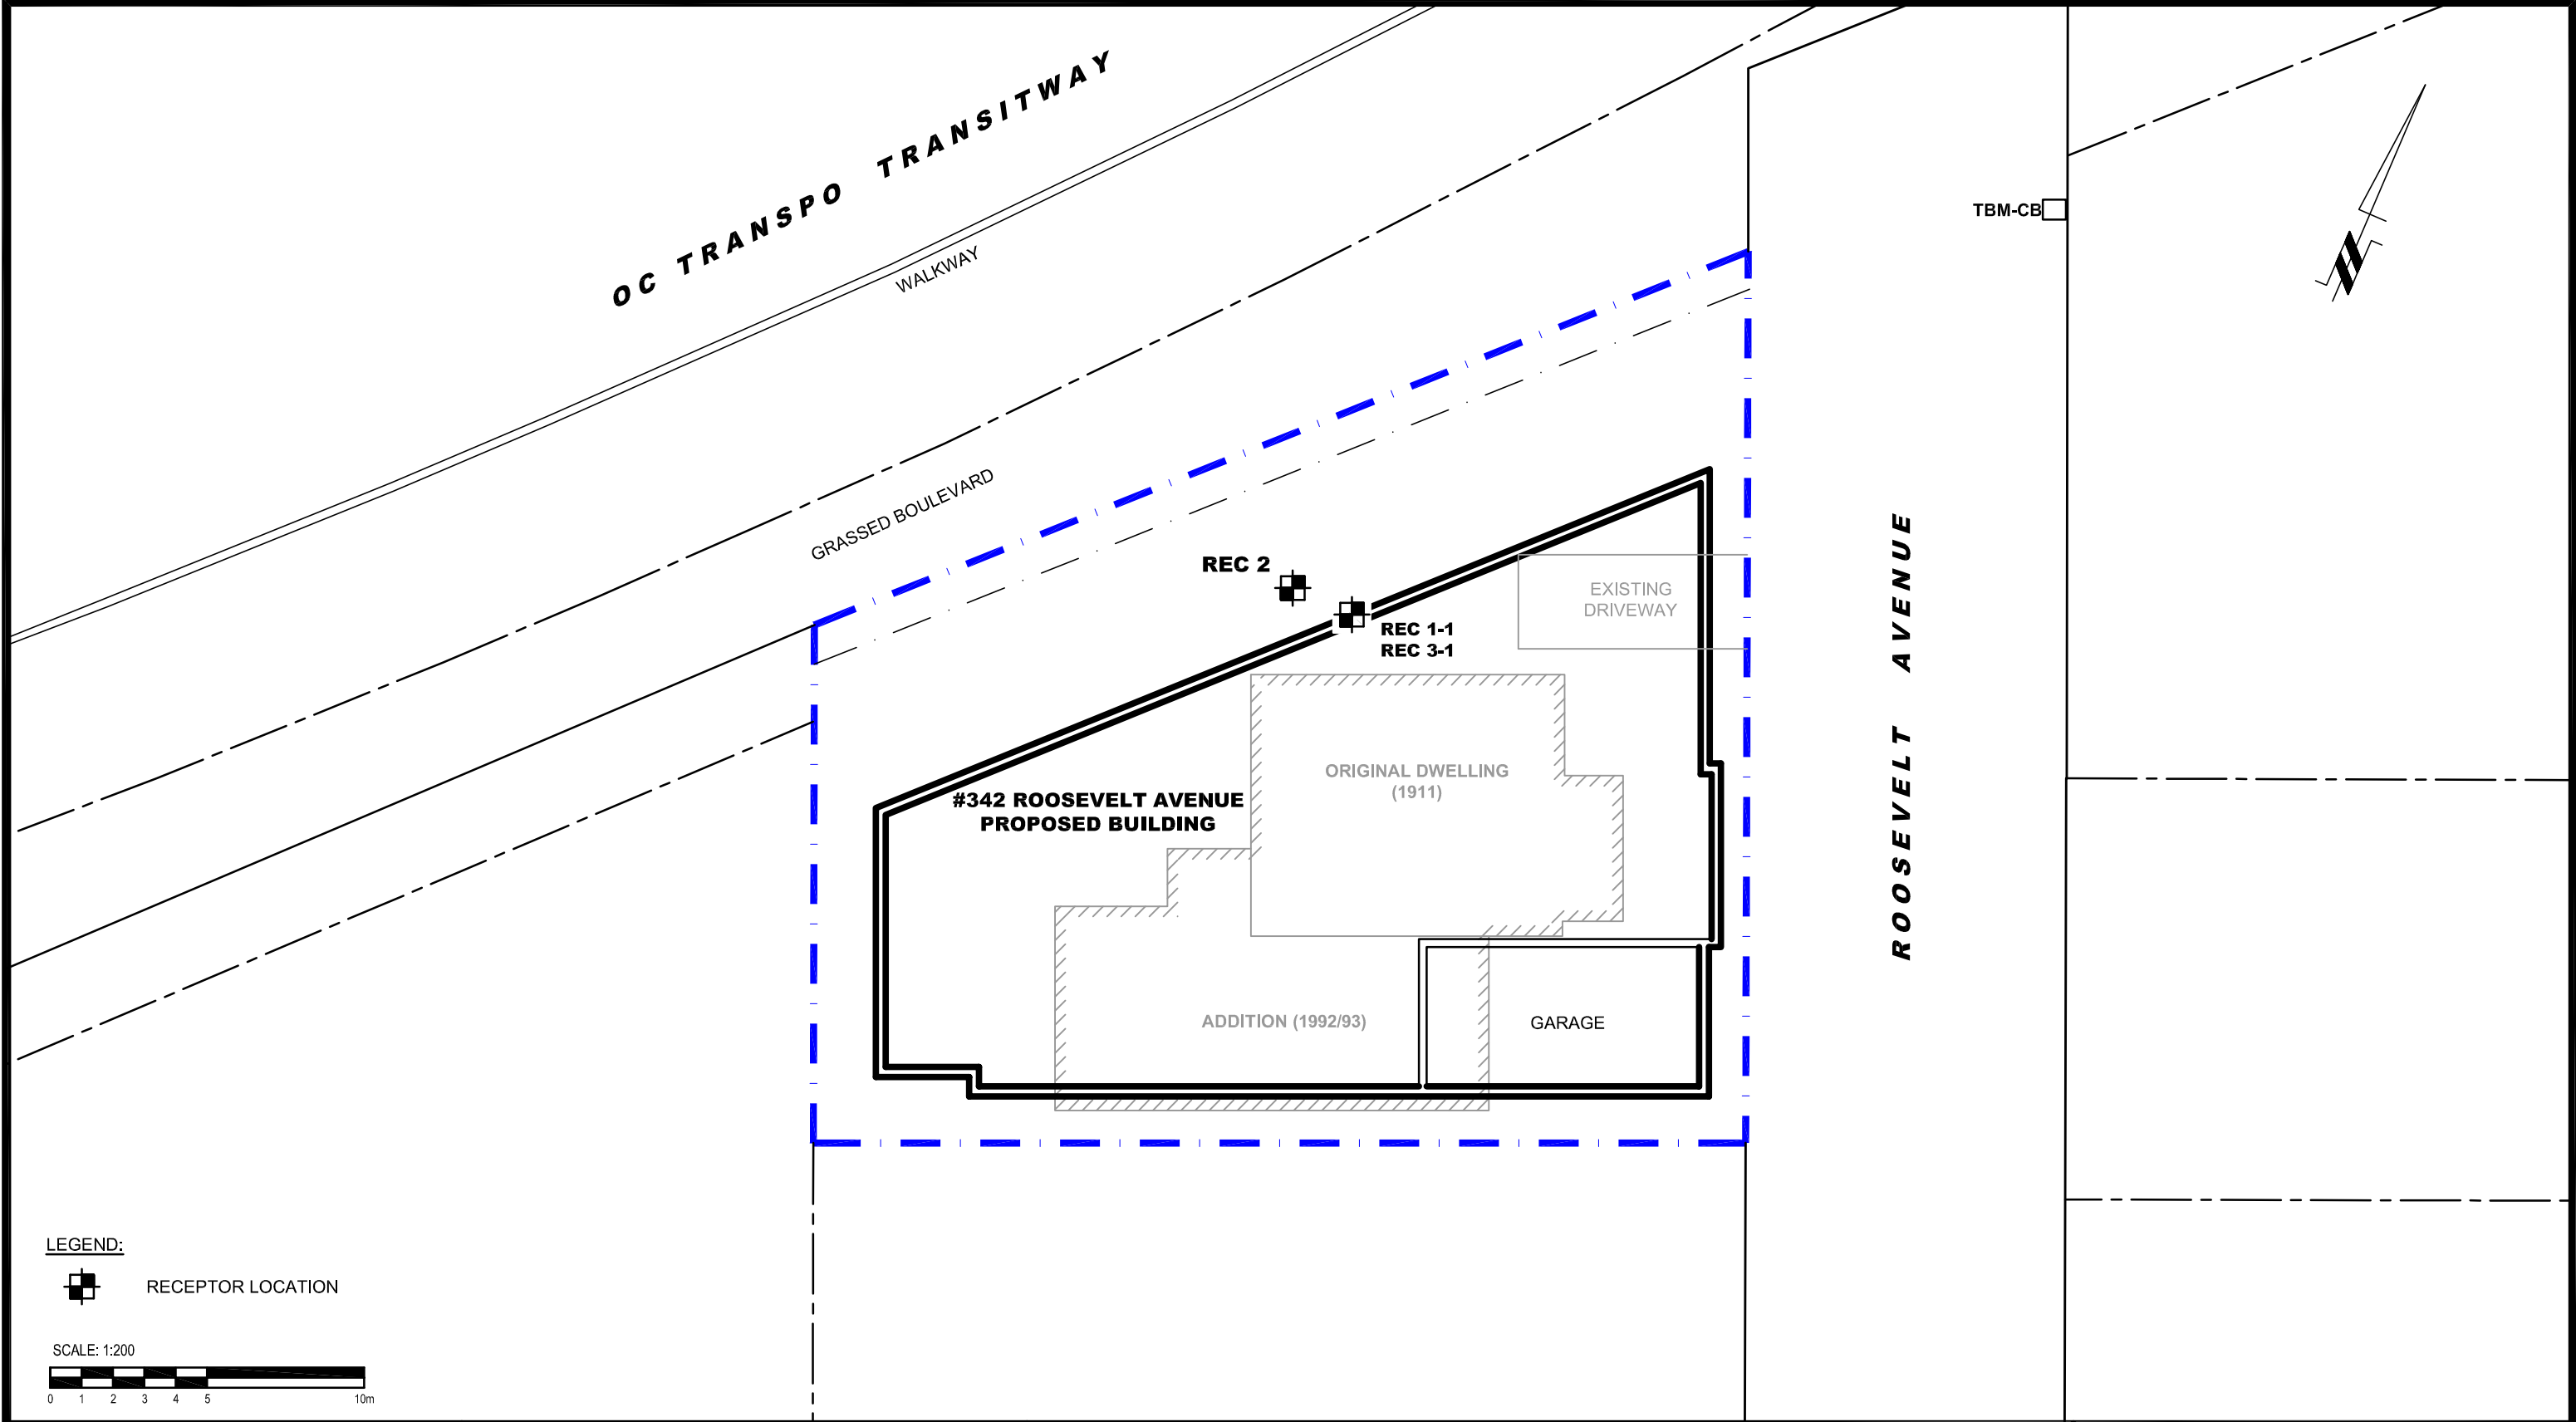 OC TRANSPO TRANSITWAY
WALKWAY
TBM-CB
GRASSED BOULEVARD
REC 2
REC 1-1
REC 3-1
EXISTING
DRIVEWAY
ROOSEVELT AVENUE
ORIGINAL DWELLING
(1911)
#342 ROOSEVELT AVENUE
PROPOSED BUILDING
ADDITION (1992/93)
GARAGE
LEGEND:
RECEPTOR LOCATION
SCALE: 1:200
0 1 2 3 4 5 10m